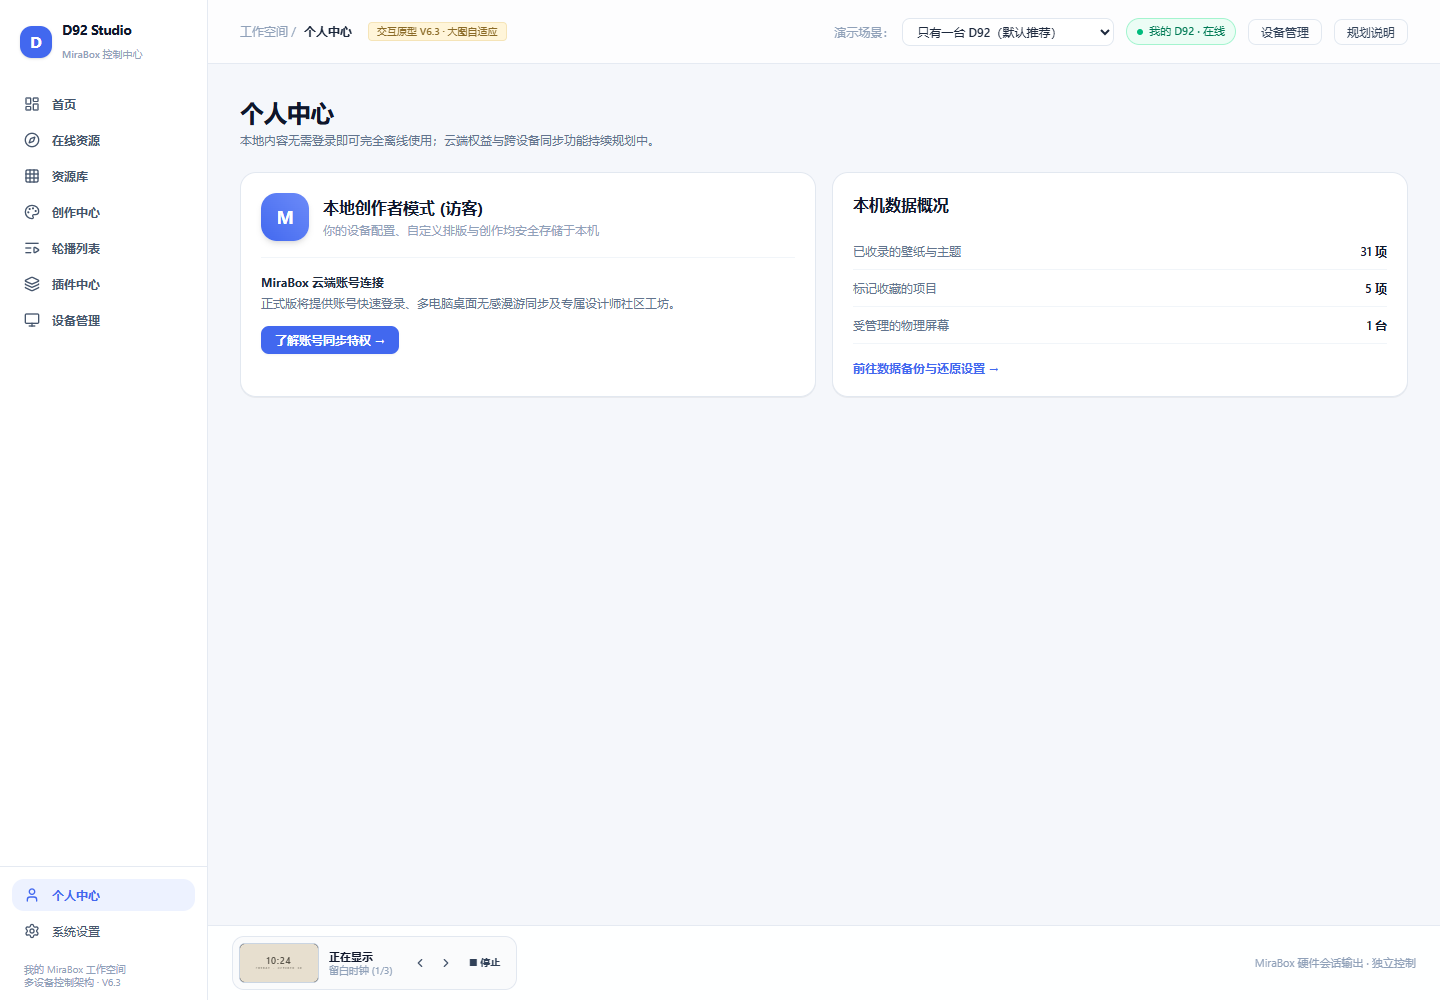 D92 Studio
MiraBox 控制中心
首页
在线资源
资源库
创作中心
轮播列表
插件中心
设备管理
个人中心
系统设置
我的 MiraBox 工作空间
多设备控制架构 · V6.3
工作空间 / 个人中心
交互原型 V6.3 · 大图自适应
演示场景：
只有一台 D92（默认推荐）
我的 D92 · 在线
设备管理
规划说明
个人中心
本地内容无需登录即可完全离线使用；云端权益与跨设备同步功能持续规划中。
M
本地创作者模式 (访客)
你的设备配置、自定义排版与创作均安全存储于本机
MiraBox 云端账号连接
正式版将提供账号快速登录、多电脑桌面无感漫游同步及专属设计师社区工坊。
了解账号同步特权 →
本机数据概况
已收录的壁纸与主题 31 项
标记收藏的项目 5 项
受管理的物理屏幕 1 台
前往数据备份与还原设置 →
10:24
正在显示
留白时钟 (1/3)
停止
MiraBox 硬件会话输出 · 独立控制
D